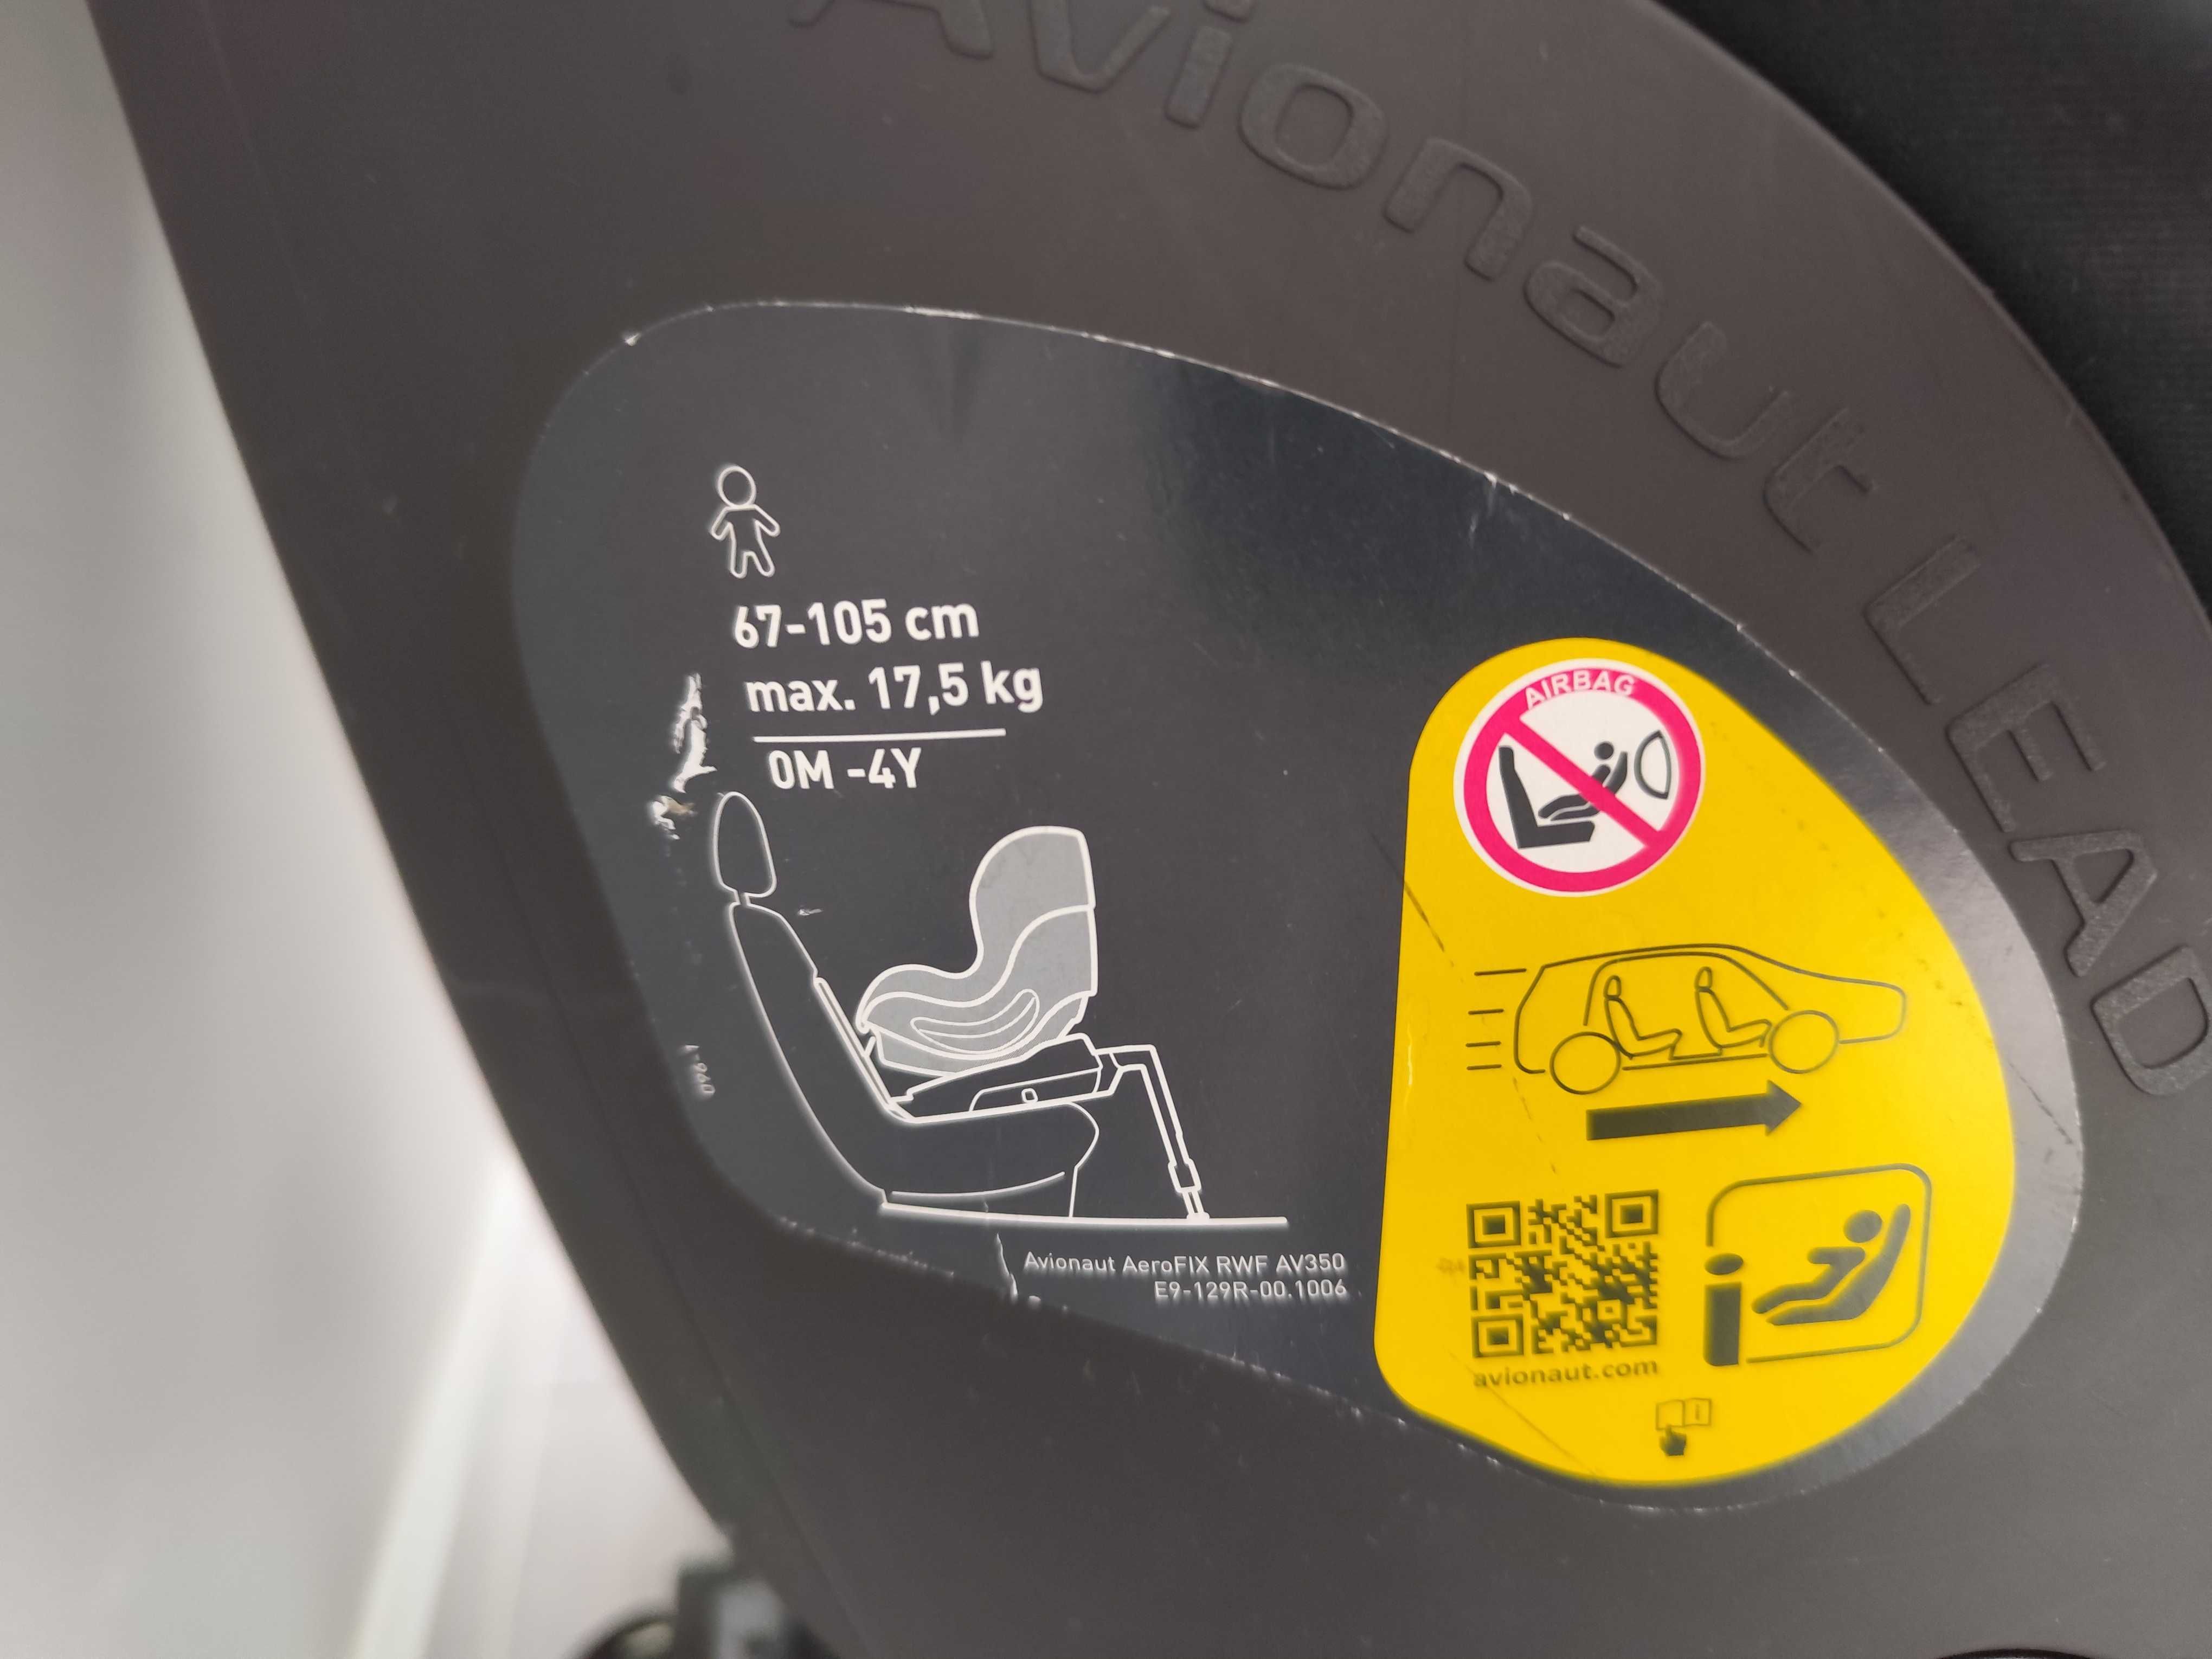 Avionaut LEAD
67-105 cm
max. 17,5 kg
0M -4Y
AIRBAG
Avionaut AeroFIX RWF AV350
E9-129R-00.1006
avionaut.com